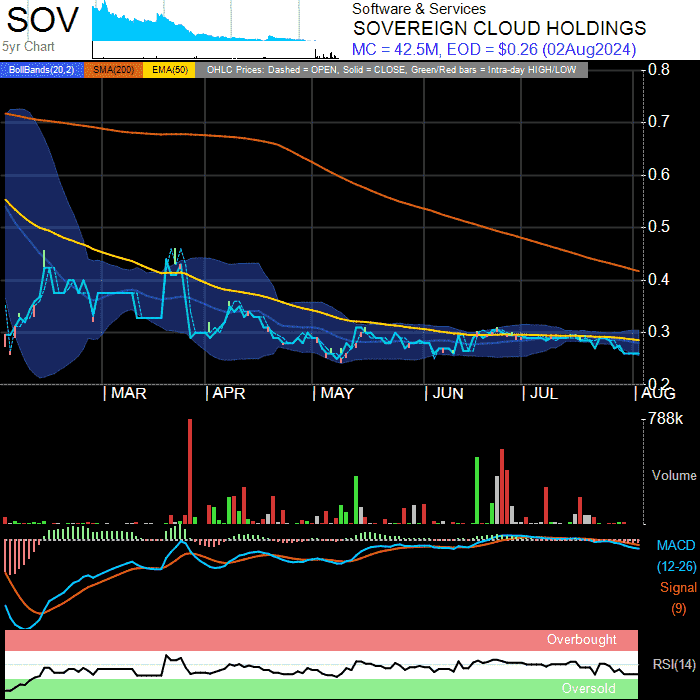 SOV
5yr Chart
Software & Services
SOVEREIGN CLOUD HOLDINGS
MC = 42.5M, EOD = $0.26 (02Aug2024)
BollBands(20,2) SMA(200) EMA(50) OHLC Prices: Dashed = OPEN, Solid = CLOSE, Green/Red bars = Intra-day HIGH/LOW
0.8
0.7
0.6
0.5
0.4
0.3
0.2
MAR APR MAY JUN JUL AUG
788k
Volume
MACD
(12-26)
Signal
(9)
Overbought
RSI(14)
Oversold